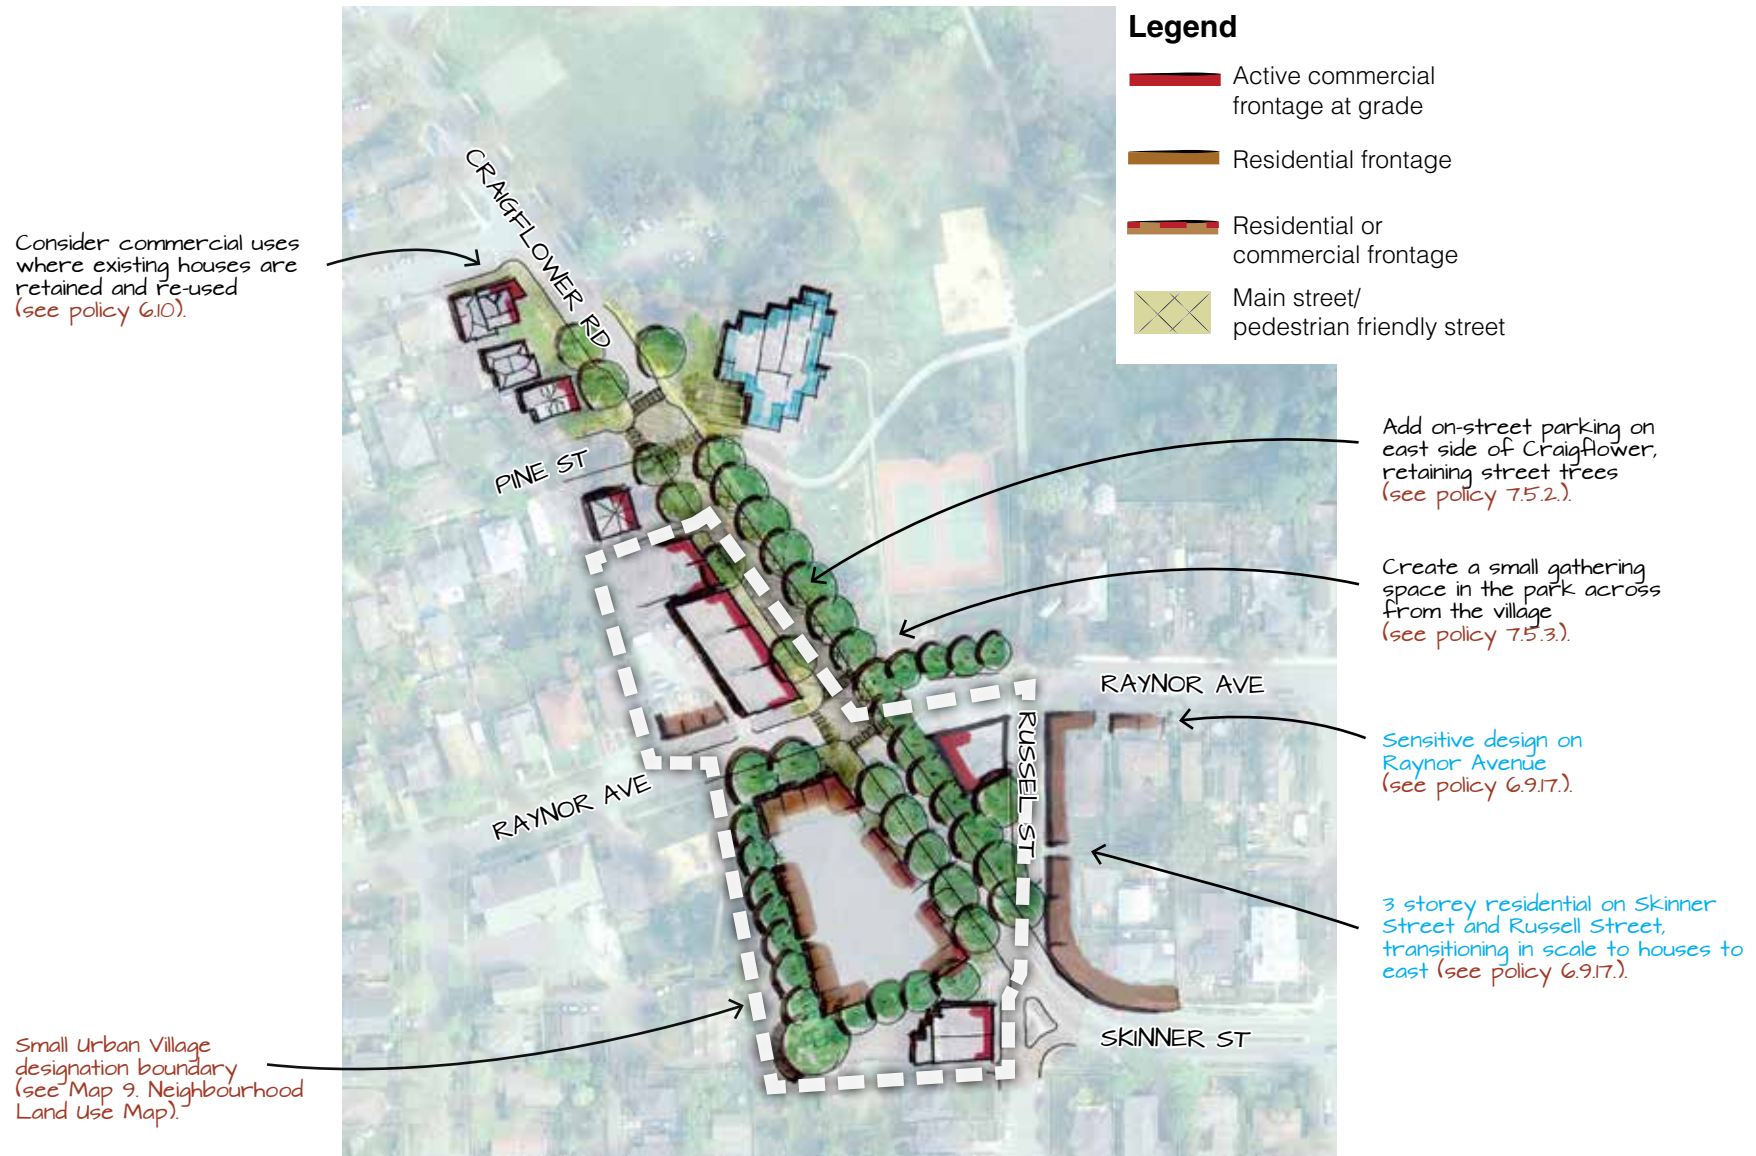 Legend
Active commercial
frontage at grade
Residential frontage
Residential or
commercial frontage
Main street/
pedestrian friendly street
CRAIGFLOWER RD
Consider commercial uses
where existing houses are
retained and re-used
(see policy 6.10).
PINE ST
Add on-street parking on
east side of Craigflower,
retaining street trees
(see policy 7.5.2.).
Create a small gathering
space in the park across
from the village
(see policy 7.5.3.).
RAYNOR AVE
RUSSEL ST
Sensitive design on
Raynor Avenue
(see policy 6.9.17.).
RAYNOR AVE
3 storey residential on Skinner
Street and Russell Street,
transitioning in scale to houses to
east (see policy 6.9.17.).
SKINNER ST
Small Urban Village
designation boundary
(see Map 9. Neighbourhood
Land Use Map).